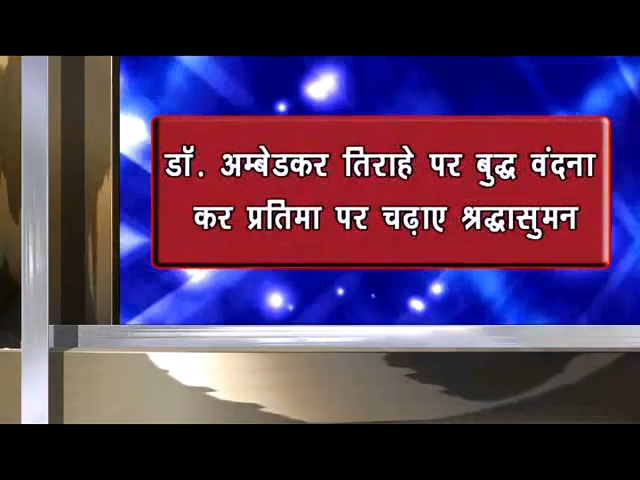 डॉ. अम्बेडकर तिराहे पर बुद्ध वंदना
कर प्रतिमा पर चढ़ाए श्रद्धासुमन